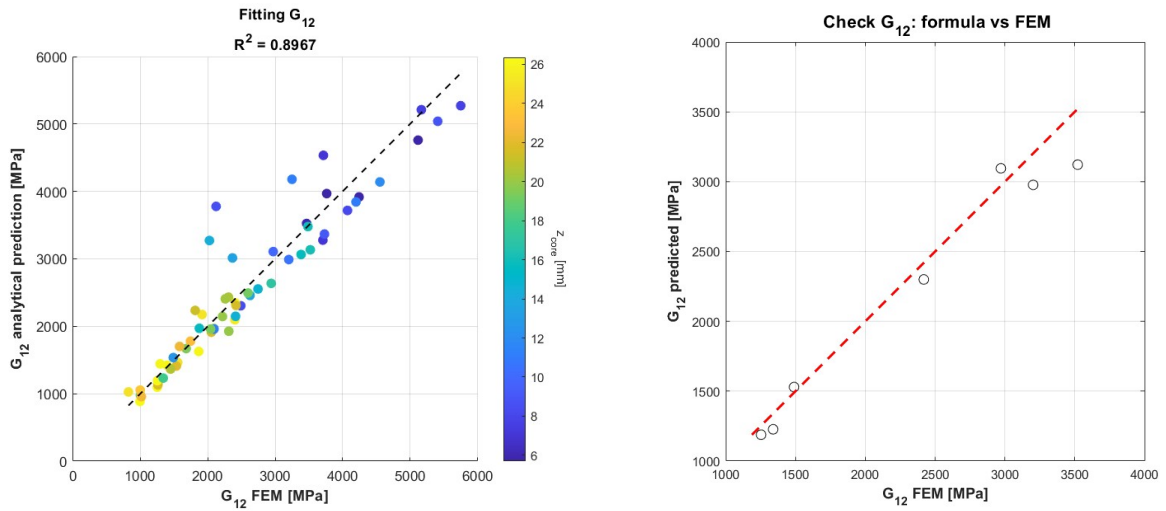 Fitting G12
R2 = 0.8967
6000
5000
4000
3000
2000
1000
0
G12 analytical prediction [MPa]
0 1000 2000 3000 4000 5000 6000
G12 FEM [MPa]
26
24
22
20
18
16
14
12
10
8
6
zcore [mm]
Check G12: formula vs FEM
4000
3500
3000
2500
2000
1500
1000
G12 predicted [MPa]
1000 1500 2000 2500 3000 3500 4000
G12 FEM [MPa]